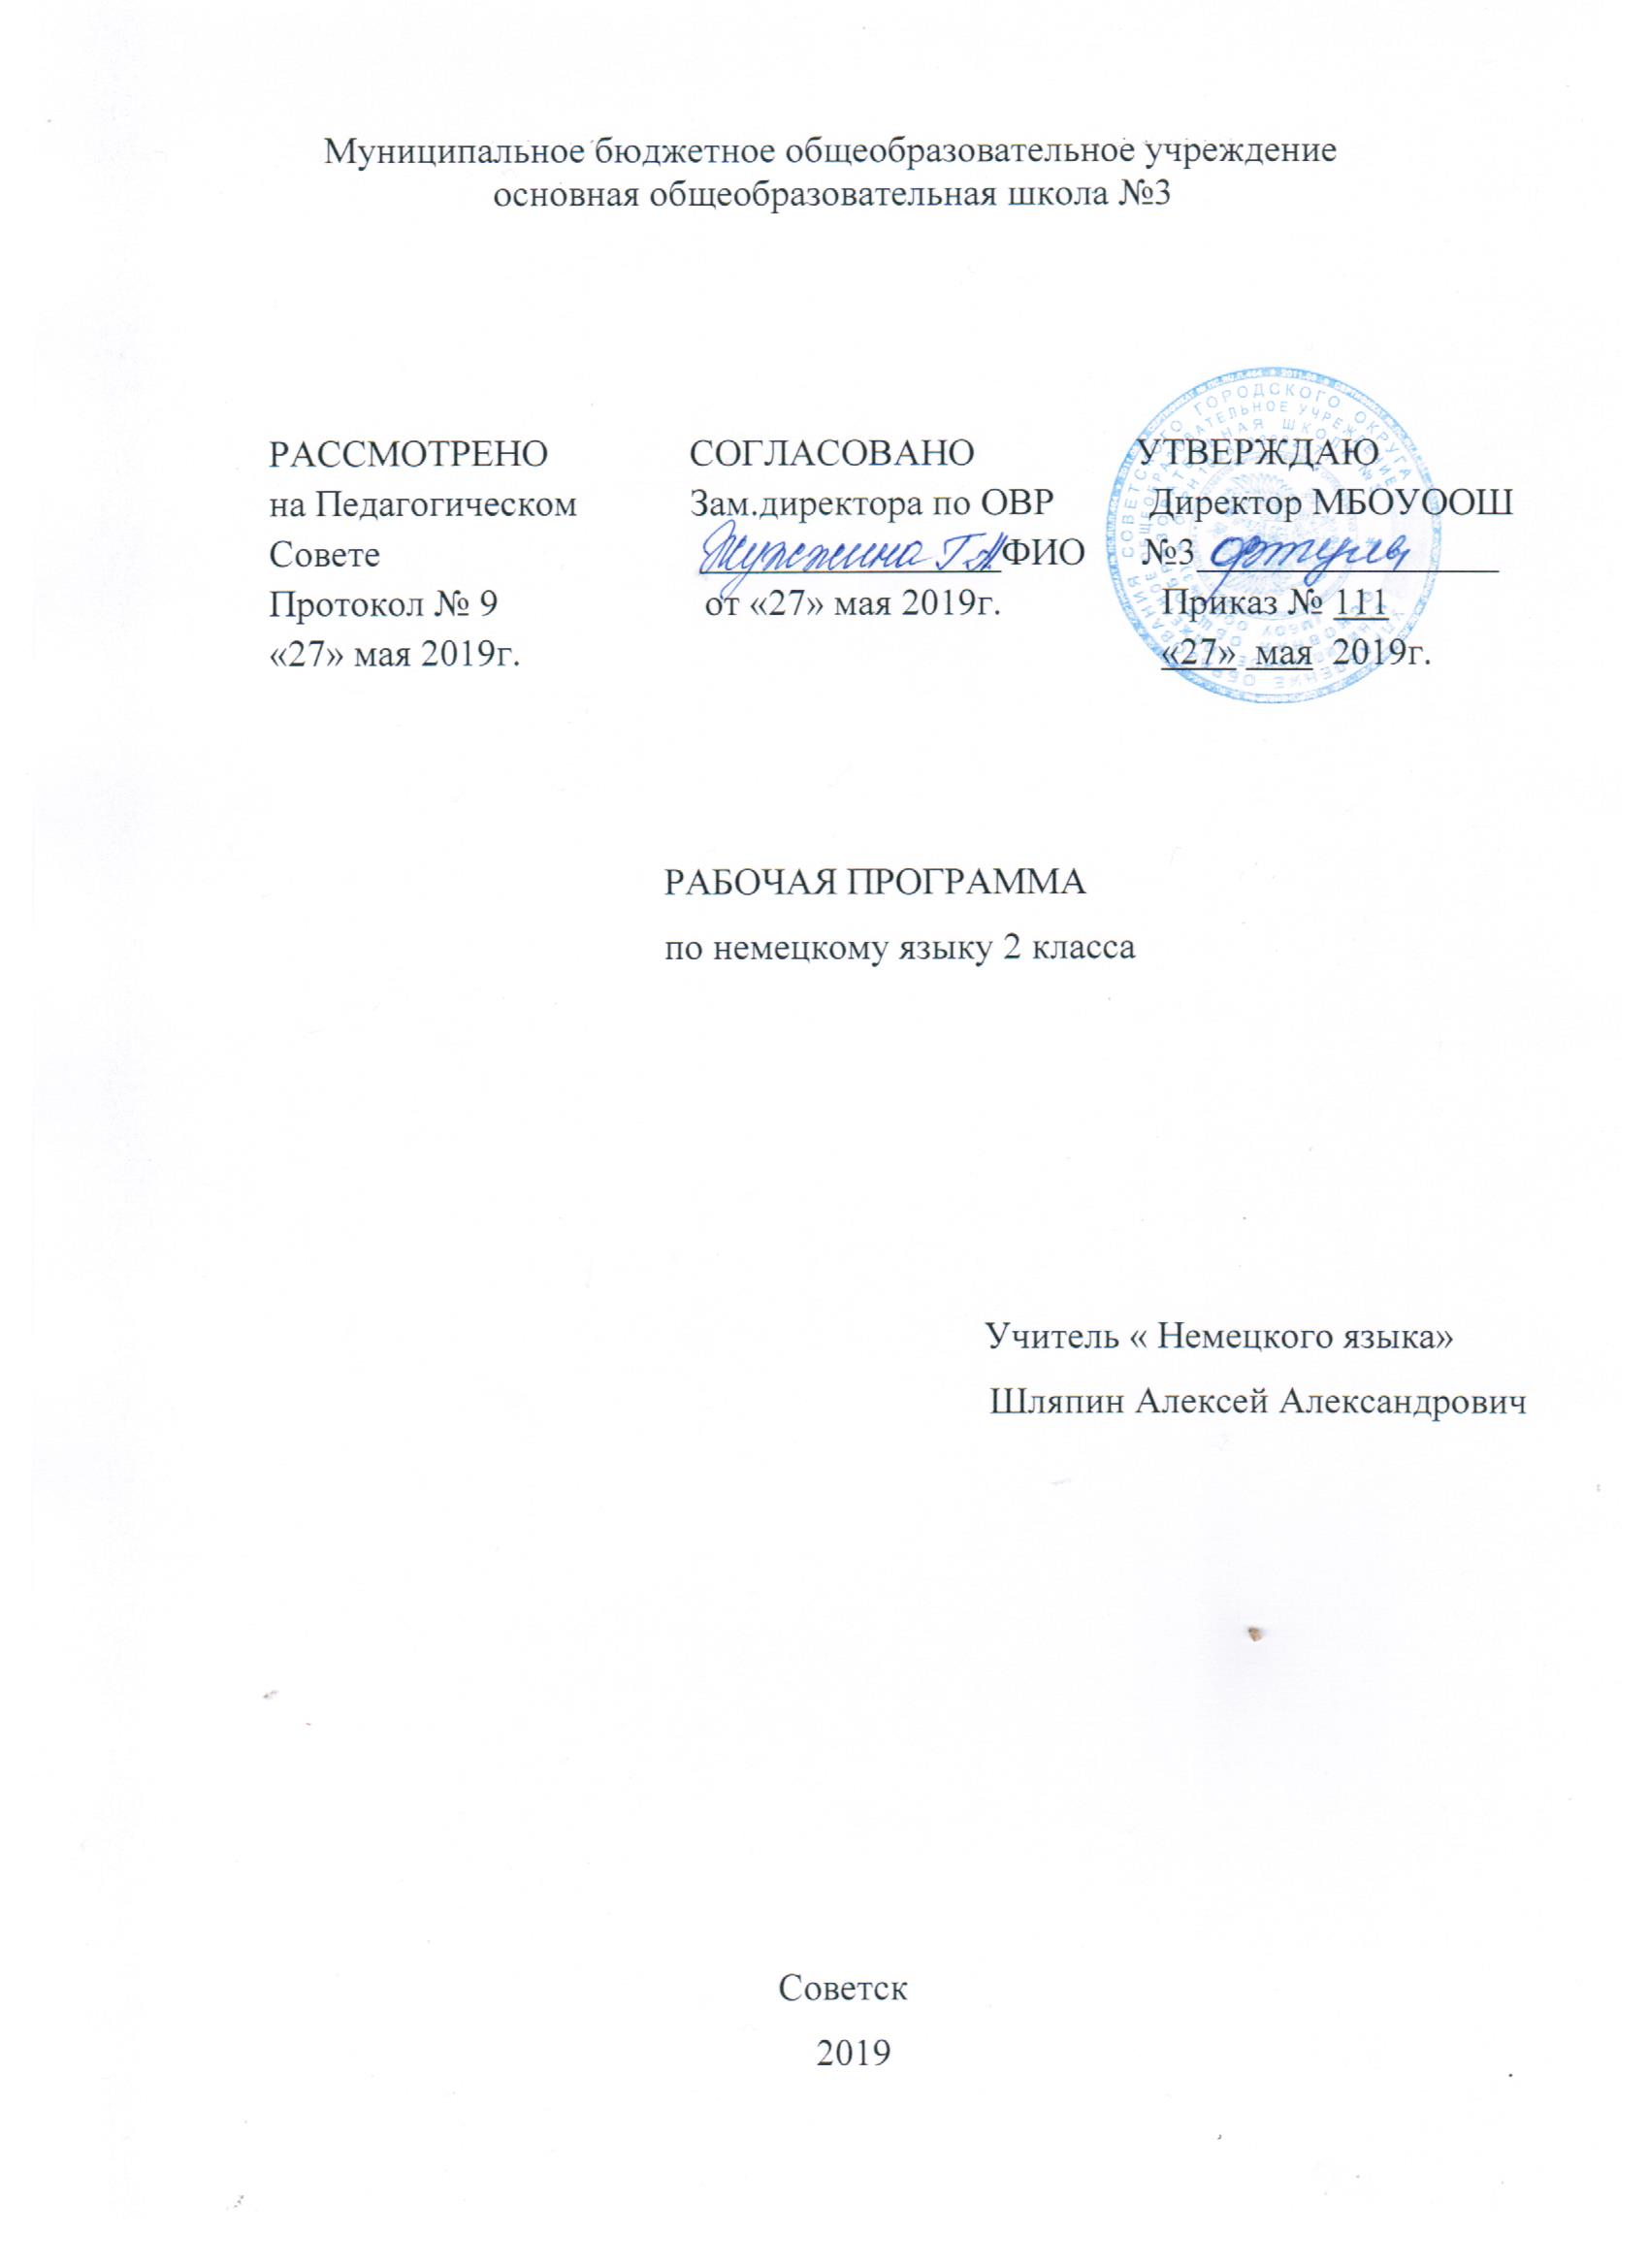 Муниципальное бюджетное общеобразовательное учреждение
основная общеобразовательная школа №3
РАССМОТРЕНО
на Педагогическом
Совете
Протокол № 9
«27» мая 2019г.
СОГЛАСОВАНО
Зам.директора по ОВР
ФИО
от «27» мая 2019г.
УТВЕРЖДАЮ
Директор МБОУООШ
№3
Приказ № 111
«27» мая 2019г.
РАБОЧАЯ ПРОГРАММА
по немецкому языку 2 класса
Учитель « Немецкого языка»
Шляпин Алексей Александрович
Советск
2019